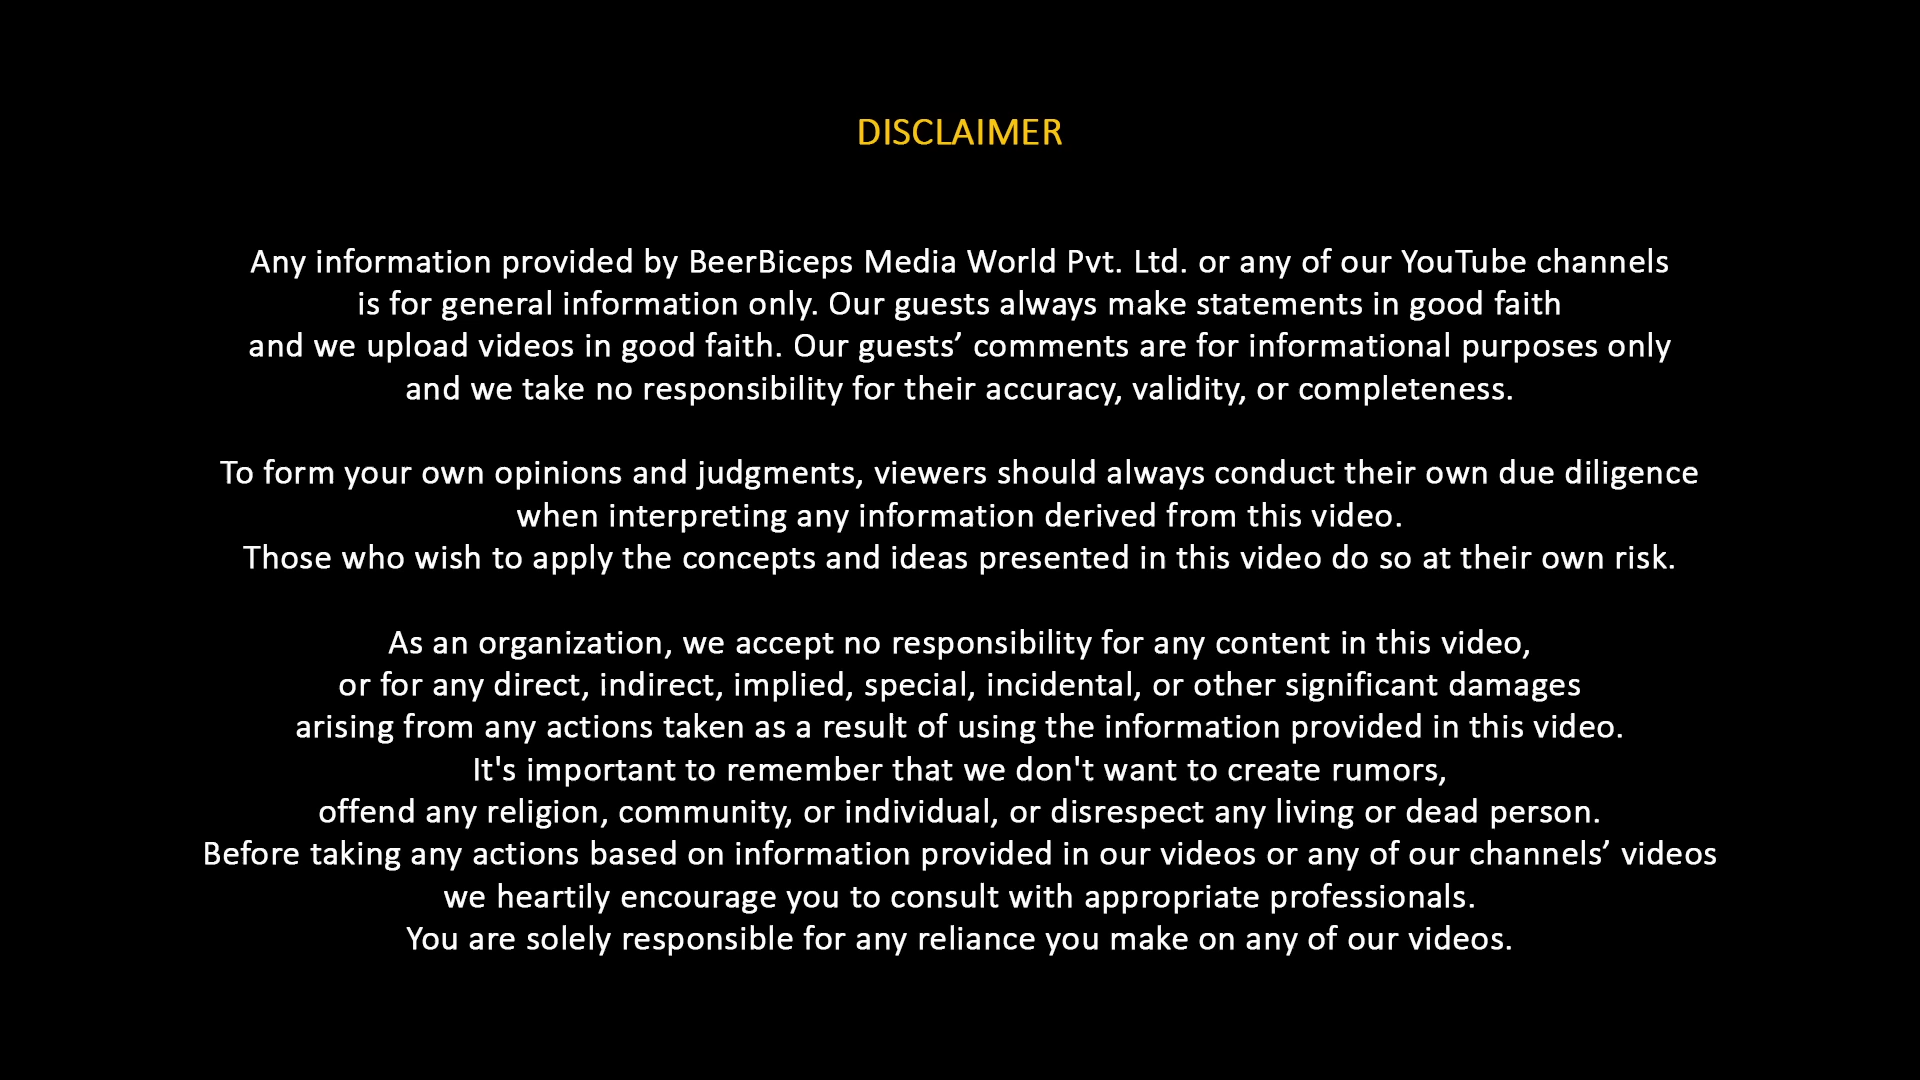 DISCLAIMER
Any information provided by BeerBiceps Media World Pvt. Ltd. or any of our YouTube channels
is for general information only. Our guests always make statements in good faith
and we upload videos in good faith. Our guests’ comments are for informational purposes only
and we take no responsibility for their accuracy, validity, or completeness.
To form your own opinions and judgments, viewers should always conduct their own due diligence
when interpreting any information derived from this video.
Those who wish to apply the concepts and ideas presented in this video do so at their own risk.
As an organization, we accept no responsibility for any content in this video,
or for any direct, indirect, implied, special, incidental, or other significant damages
arising from any actions taken as a result of using the information provided in this video.
It's important to remember that we don't want to create rumors,
offend any religion, community, or individual, or disrespect any living or dead person.
Before taking any actions based on information provided in our videos or any of our channels’ videos
we heartily encourage you to consult with appropriate professionals.
You are solely responsible for any reliance you make on any of our videos.